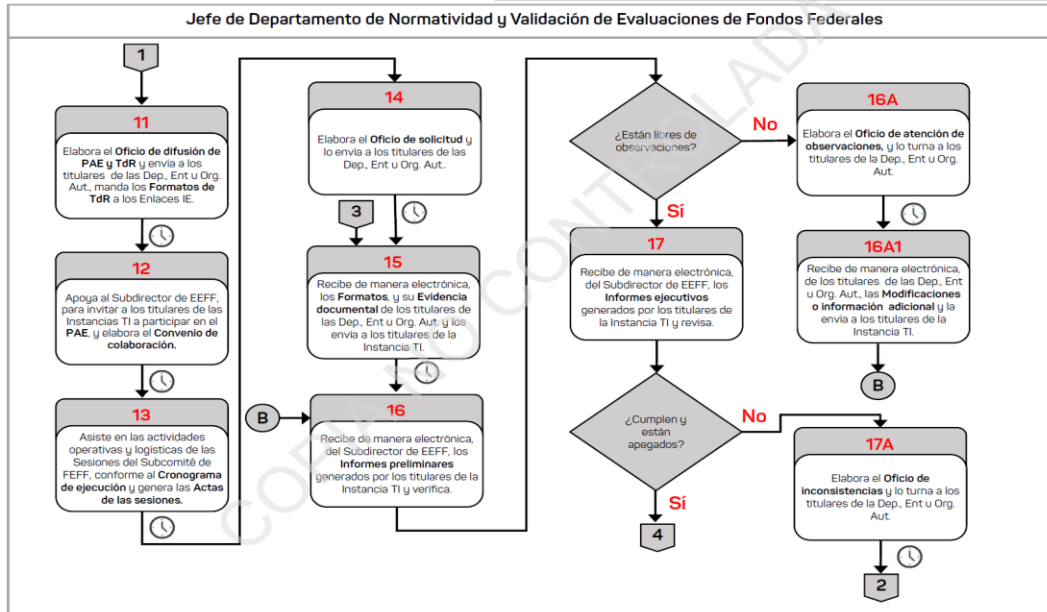 Jefe de Departamento de Normatividad y Validación de Evaluaciones de Fondos Federales
1
11
Elabora el Oficio de difusión de
PAE y TdR y envía a los
titulares de las Dep., Ent u Org.
Aut., manda los Formatos de
TdR a los Enlaces IE.
12
Apoya al Subdirector de EEFF,
para invitar a los titulares de las
Instancias TI a participar en el
PAE, y elabora el Convenio de
colaboración.
13
Asiste en las actividades
operativas y logísticas de las
Sesiones del Subcomité de
FEFF, conforme al Cronograma
de ejecución y genera las Actas
de las sesiones.
14
Elabora el Oficio de solicitud y
lo envía a los titulares de las
Dep., Ent u Org. Aut..
3
15
Recibe de manera electrónica,
los Formatos, y su Evidencia
documental de los titulares de
las Dep., Ent u Org. Aut. y los
envía a los titulares de la
Instancia TI.
B
16
Recibe de manera electrónica,
del Subdirector de EEFF, los
Informes preliminares
generados por los titulares de la
Instancia TI y verifica.
¿Están libres de
observaciones?
No
Sí
16A
Elabora el Oficio de atención de
observaciones, y lo turna a los
titulares de la Dep., Ent u Org.
Aut.
16A1
Recibe de manera electrónica,
de los titulares de las Dep., Ent
u Org. Aut., las Modificaciones
o información adicional y la
envía a los titulares de la
Instancia TI.
B
17
Recibe de manera electrónica,
del Subdirector de EEFF, los
Informes ejecutivos
generados por los titulares de
la Instancia TI y revisa.
¿Cumplen y
están
apegados?
No
Sí
4
17A
Elabora el Oficio de
inconsistencias y lo turna a los
titulares de la Dep., Ent u Org.
Aut.
2
COPIA NO CONTROLADA